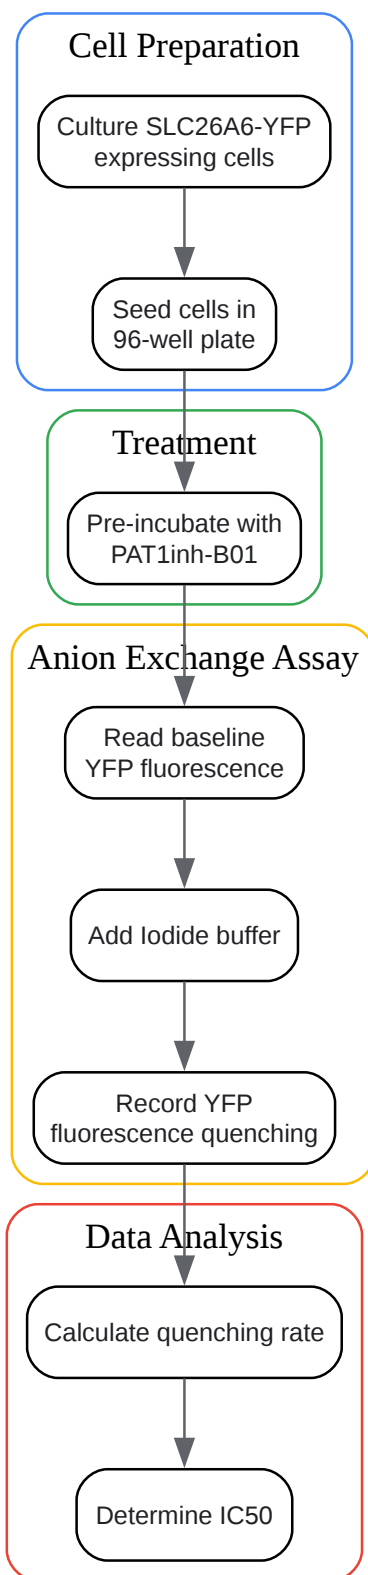 Cell Preparation
Culture SLC26A6-YFP
expressing cells
Seed cells in
96-well plate
Treatment
Pre-incubate with
PAT1inh-B01
Anion Exchange Assay
Read baseline
YFP fluorescence
Add Iodide buffer
Record YFP
fluorescence quenching
Data Analysis
Calculate quenching rate
Determine IC50